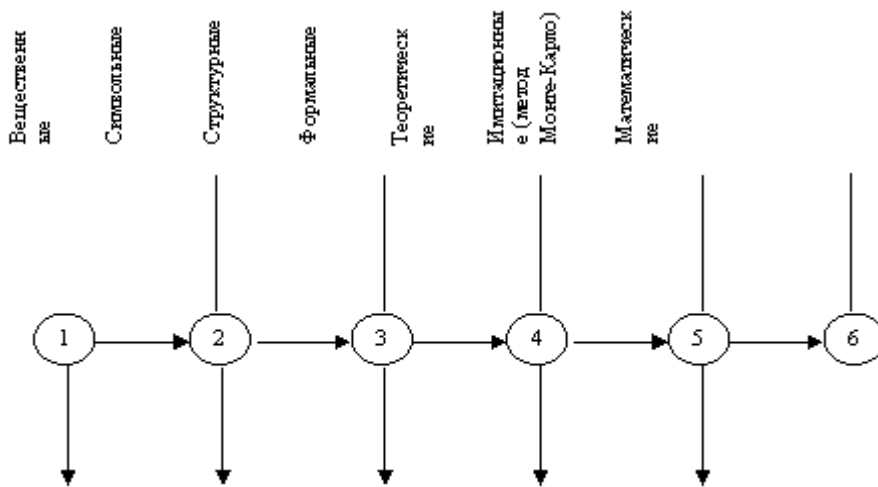 Вещественн
ые
Символьные
Структурные
Формальные
Теоретическ
ие
Имитационны
е (метод
Монте-Карло)
Математическ
ие
1
2
3
4
5
6